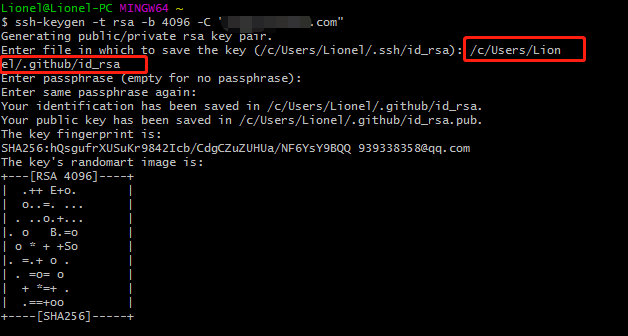 Lionel@Lionel-PC MINGW64
$ ssh-keygen -t rsa -b 4096 -C ".com"
Generating public/private rsa key pair.
Enter file in which to save the key (/c/Users/Lionel/.ssh/id_rsa): /c/Users/Lion
el/.github/id_rsa
Enter passphrase (empty for no passphrase):
Enter same passphrase again:
Your identification has been saved in /c/Users/Lionel/.github/id_rsa.
Your public key has been saved in /c/Users/Lionel/.github/id_rsa.pub.
The key fingerprint is:
SHA256:hQsgufrXUSuKr9842Icb/CdgCZuZUHUa/NF6YsY9BQQ 939338358@qq.com
The key's randomart image is:
+---[RSA 4096]----+
|  .++ E+o.       |
|   o..=. ...     |
|  . ..o.+...     |
|. o   B.=o       |
| o * + +So       |
|. =.+ o .        |
| . =o= o         |
|  + *=+ .        |
|  .==+oo         |
+----[SHA256]-----+